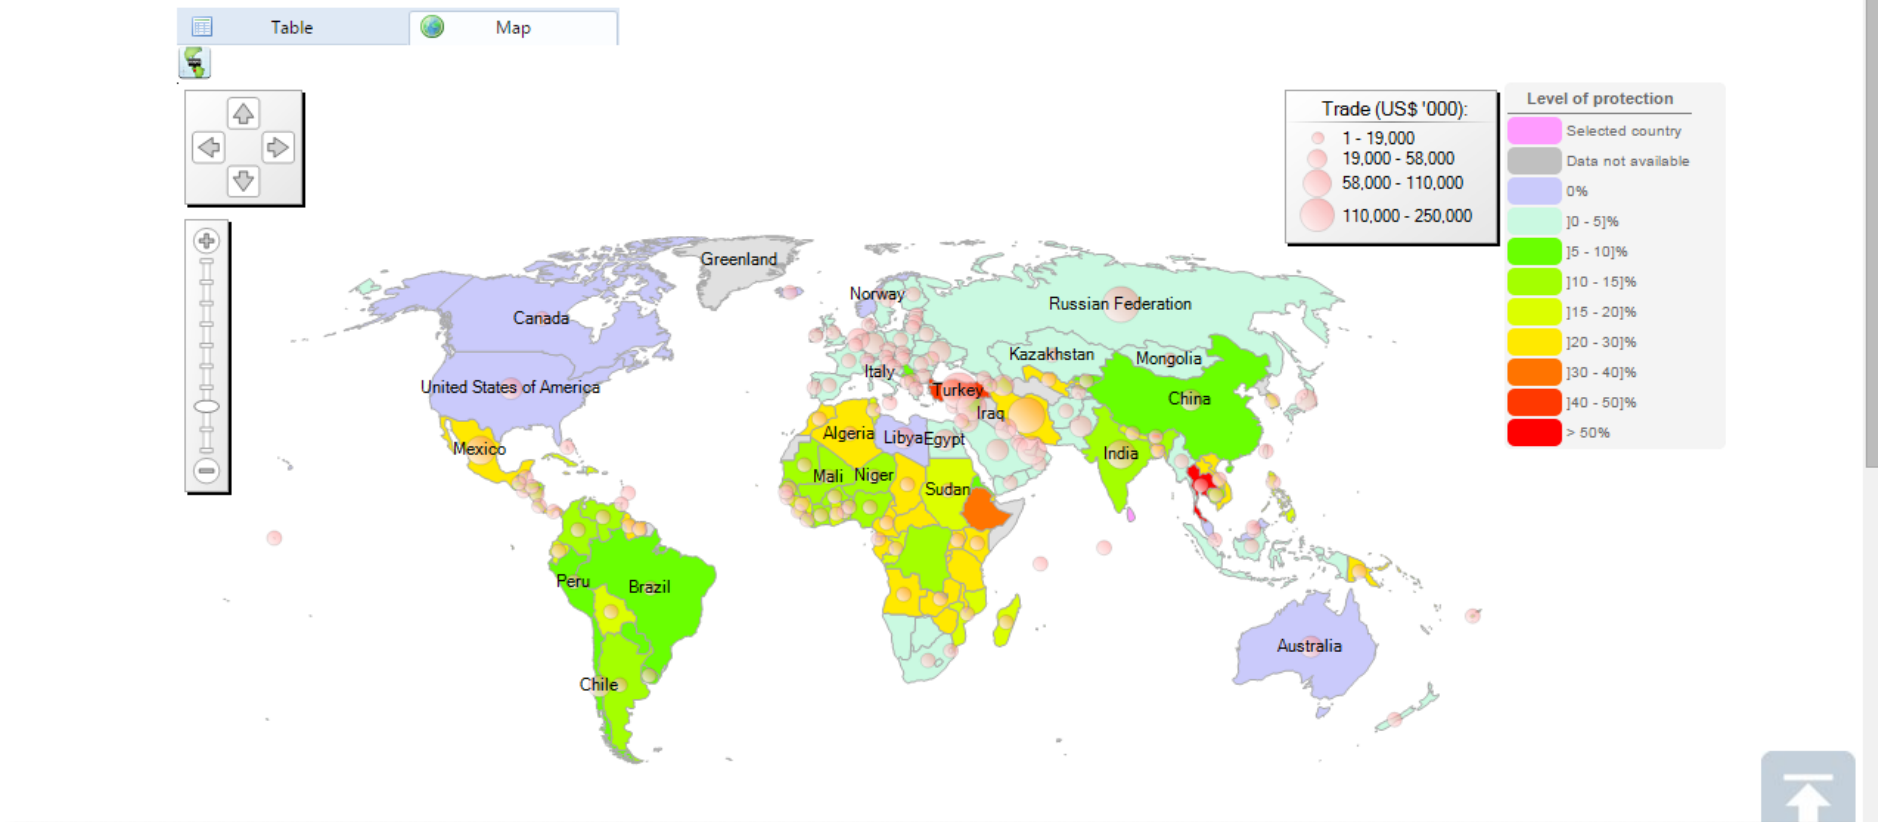 Table
Map
Trade (US$ '000):
1 - 19,000
19,000 - 58,000
58,000 - 110,000
110,000 - 250,000
Level of protection
Selected country
Data not available
0%
]0 - 5]%
]5 - 10]%
]10 - 15]%
]15 - 20]%
]20 - 30]%
]30 - 40]%
]40 - 50]%
> 50%
Greenland
Norway
Russian Federation
Canada
Kazakhstan
Mongolia
Italy
United States of America
Turkey
China
Iraq
Algeria
Libya
Egypt
Mexico
India
Mali
Niger
Sudan
Peru
Brazil
Australia
Chile